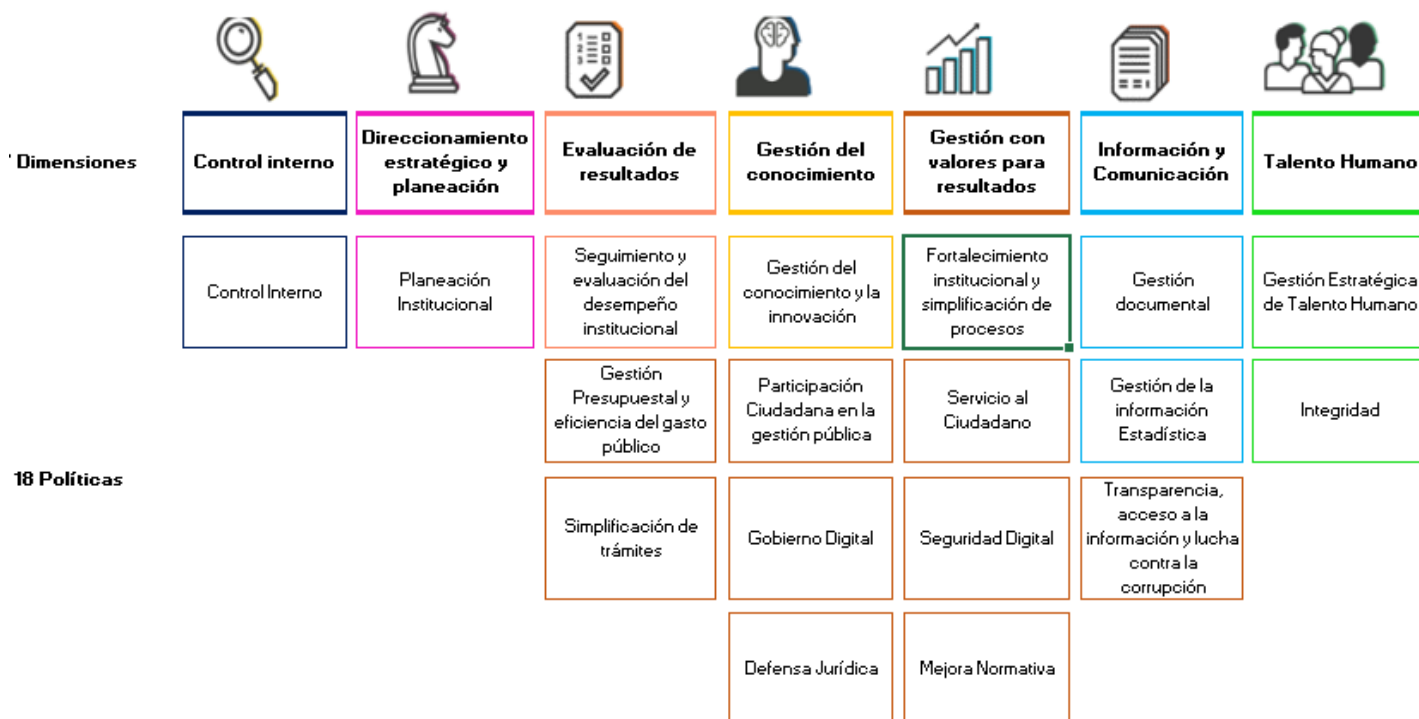 Dimensiones
Control interno
Direccionamiento
estratégico y
planeación
Evaluación de
resultados
Gestión del
conocimiento
Gestión con
valores para
resultados
Información y
Comunicación
Talento Humano
18 Políticas
Control Interno
Planeación
Institucional
Seguimiento y
evaluación del
desempeño
institucional
Gestión del
conocimiento y la
innovación
Fortalecimiento
institucional y
simplificación de
procesos
Gestión
documental
Gestión Estratégica
de Talento Humano
Gestión
Presupuestal y
eficiencia del gasto
público
Participación
Ciudadana en la
gestión pública
Servicio al
Ciudadano
Gestión de la
información
Estadística
Integridad
Simplificación de
trámites
Gobierno Digital
Seguridad Digital
Transparencia,
acceso a la
información y lucha
contra la
corrupción
Defensa Jurídica
Mejora Normativa